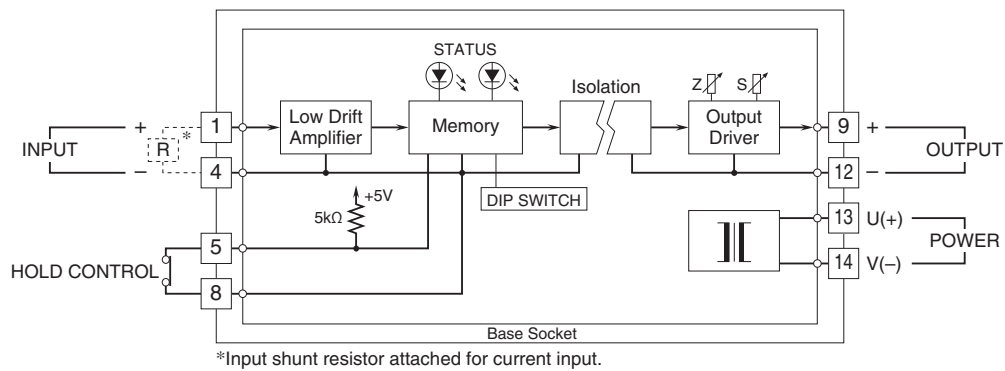 STATUS
Isolation
Z S
Low Drift
Amplifier
Memory
Output
Driver
INPUT
+
–
R
*
1
4
9 +
12 –
OUTPUT
+5V
5kΩ
DIP SWITCH
HOLD CONTROL
5
8
13 U(+)
14 V(–)
POWER
Base Socket
*Input shunt resistor attached for current input.